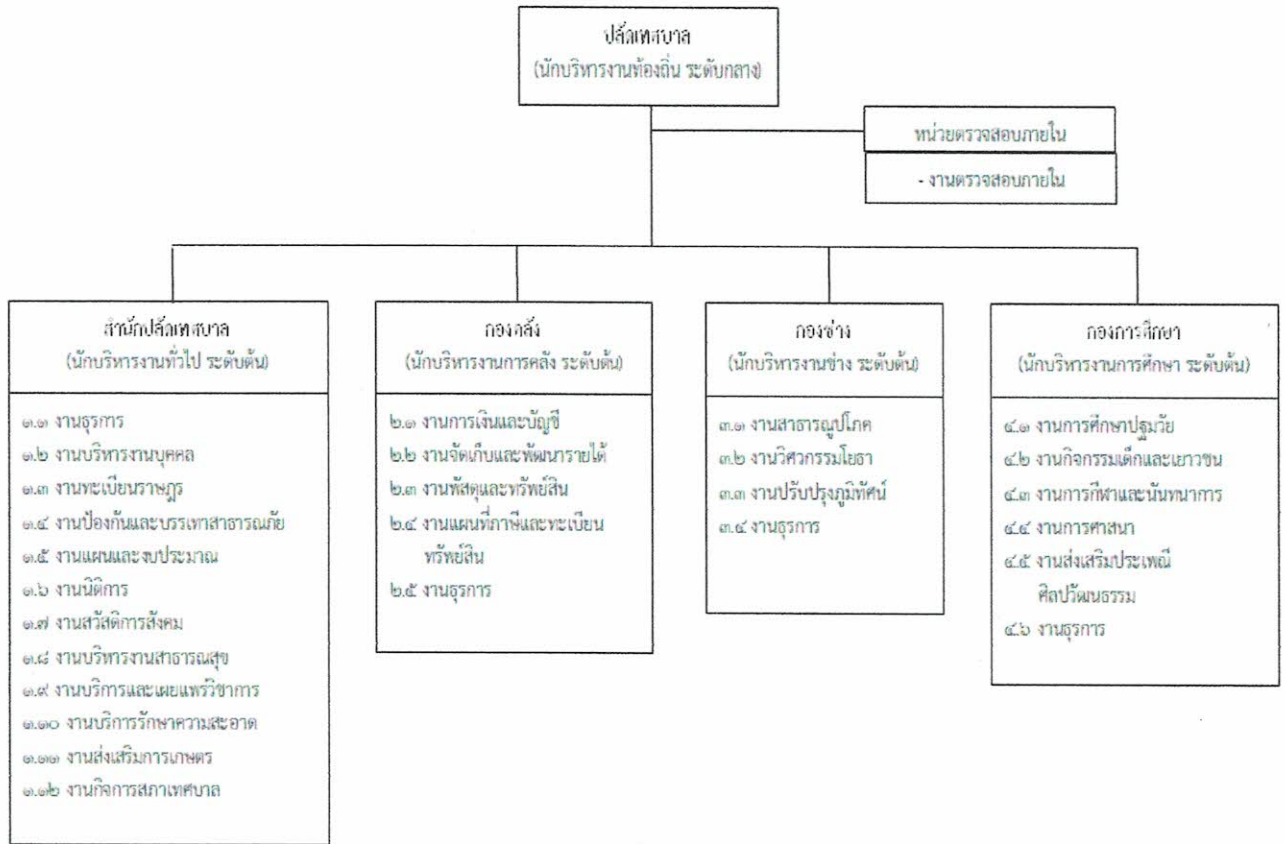 ปลัดเทศบาล
(นักบริหารงานท้องถิ่น ระดับกลาง)
หน่วยตรวจสอบภายใน
- งานตรวจสอบภายใน
สำนักปลัดเทศบาล
(นักบริหารงานทั่วไป ระดับต้น)
๑.๑ งานธุรการ
๑.๒ งานบริหารงานบุคคล
๑.๓ งานทะเบียนราษฎร
๑.๔ งานป้องกันและบรรเทาสาธารณภัย
๑.๕ งานแผนและงบประมาณ
๑.๖ งานนิติการ
๑.๗ งานสวัสดิการสังคม
๑.๘ งานบริหารงานสาธารณสุข
๑.๙ งานบริการและเผยแพร่วิชาการ
๑.๑๐ งานบริการรักษาความสะอาด
๑.๑๑ งานส่งเสริมการเกษตร
๑.๑๒ งานกิจการสภาเทศบาล
กองคลัง
(นักบริหารงานการคลัง ระดับต้น)
๒.๑ งานการเงินและบัญชี
๒.๒ งานจัดเก็บและพัฒนารายได้
๒.๓ งานพัสดุและทรัพย์สิน
๒.๔ งานแผนที่ภาษีและทะเบียน
ทรัพย์สิน
๒.๕ งานธุรการ
กองช่าง
(นักบริหารงานช่าง ระดับต้น)
๓.๑ งานสาธารณูปโภค
๓.๒ งานวิศวกรรมโยธา
๓.๓ งานปรับปรุงภูมิทัศน์
๓.๔ งานธุรการ
กองการศึกษา
(นักบริหารงานการศึกษา ระดับต้น)
๔.๑ งานการศึกษาปฐมวัย
๔.๒ งานกิจกรรมเด็กและเยาวชน
๔.๓ งานการกีฬาและนันทนาการ
๔.๔ งานการศาสนา
๔.๕ งานส่งเสริมประเพณี
ศิลปวัฒนธรรม
๔.๖ งานธุรการ